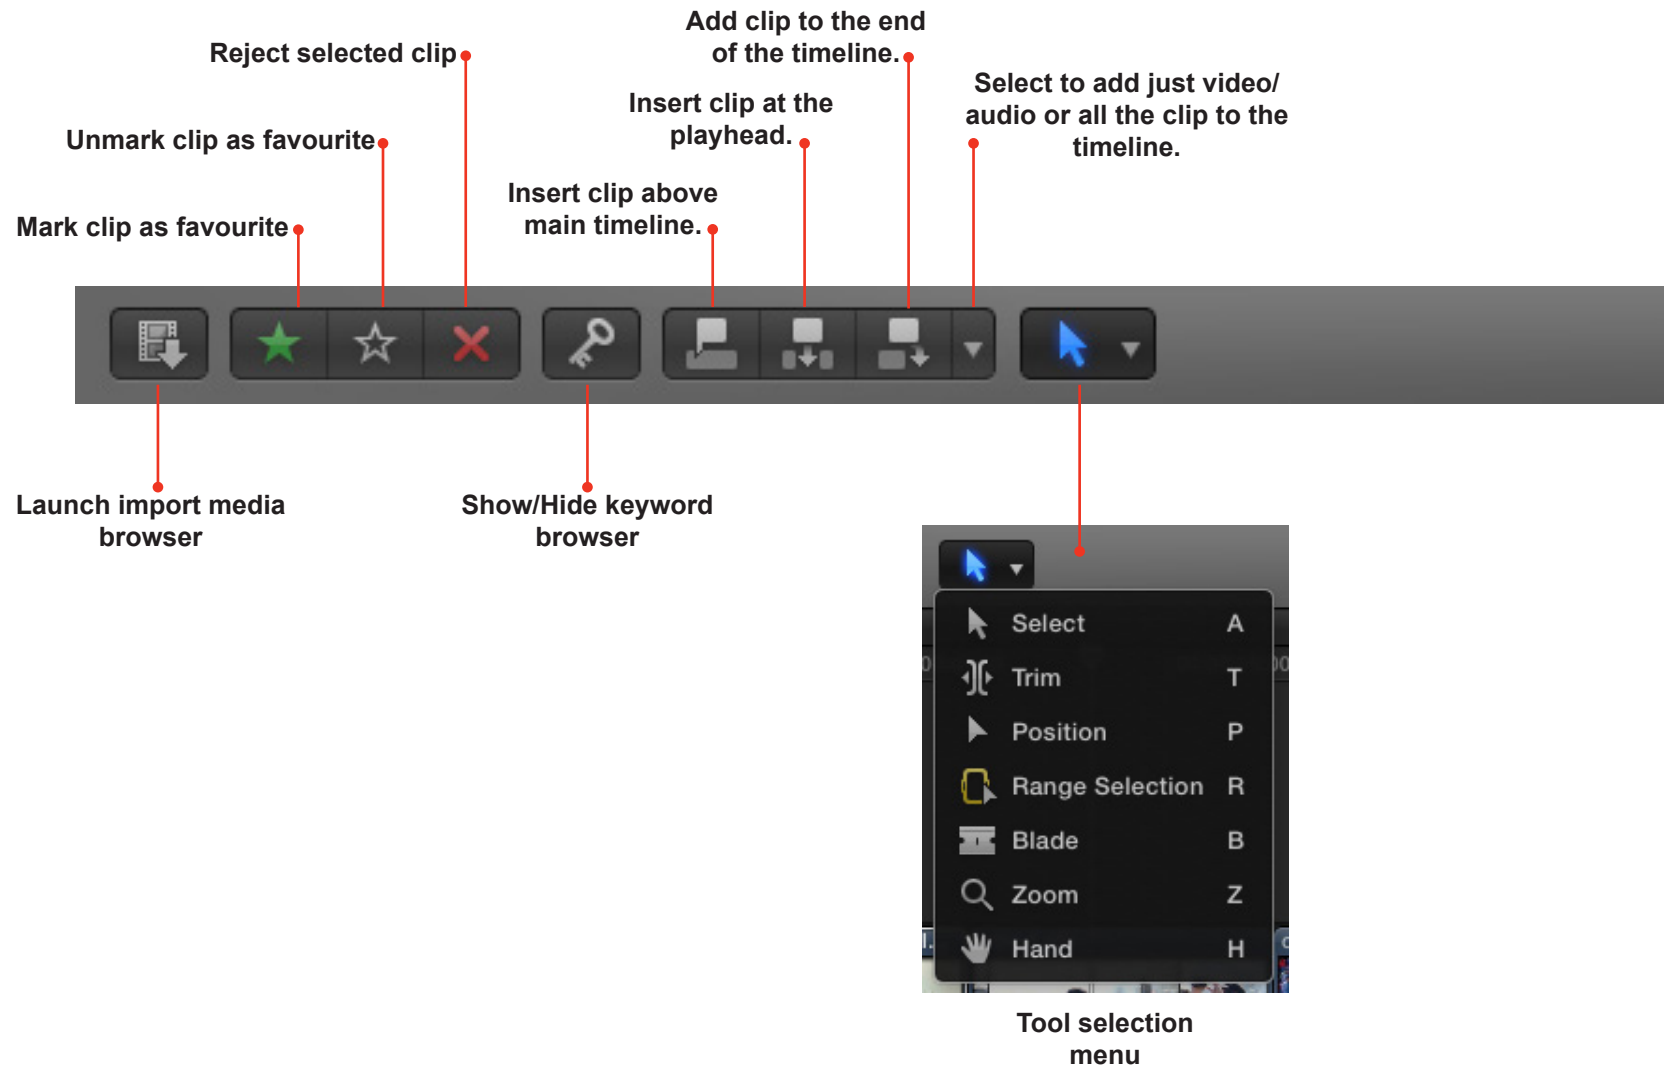 Add clip to the end
of the timeline.
Reject selected clip
Select to add just video/
audio or all the clip to the
timeline.
Insert clip at the
playhead.
Unmark clip as favourite
Insert clip above
main timeline.
Mark clip as favourite
Launch import media
browser
Show/Hide keyword
browser
Select A
Trim T
Position P
Range Selection R
Blade B
Zoom Z
Hand H
Tool selection
menu